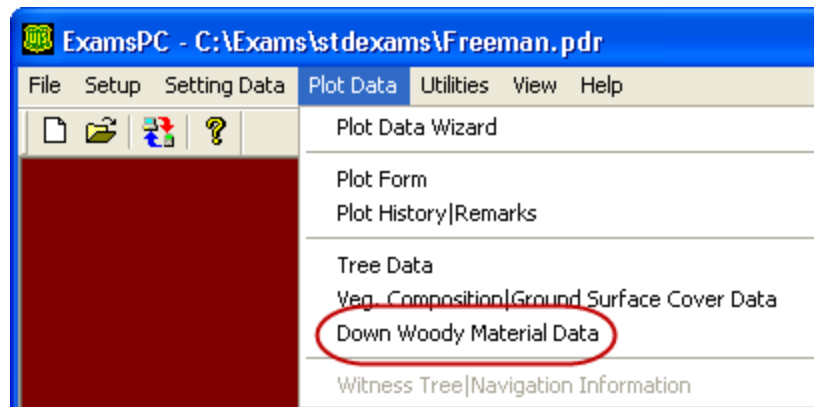 ExamsPC - C:\Exams\stdexams\Freeman.pdr
File Setup Setting Data Plot Data Utilities View Help
Plot Data Wizard
Plot Form
Plot History|Remarks
Tree Data
Veg. Composition|Ground Surface Cover Data
Down Woody Material Data
Witness Tree|Navigation Information